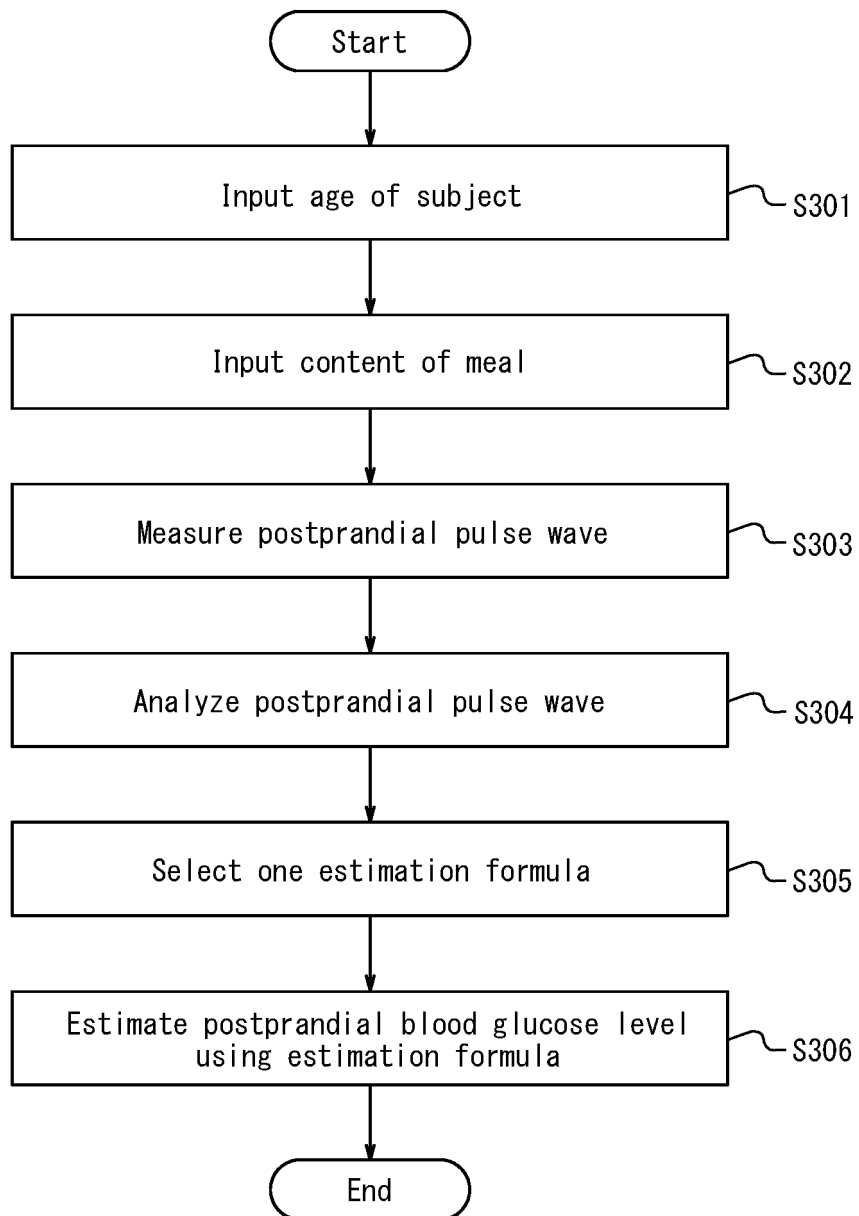 Start
Input age of subject
S301
Input content of meal
S302
Measure postprandial pulse wave
S303
Analyze postprandial pulse wave
S304
Select one estimation formula
S305
Estimate postprandial blood glucose level
using estimation formula
S306
End